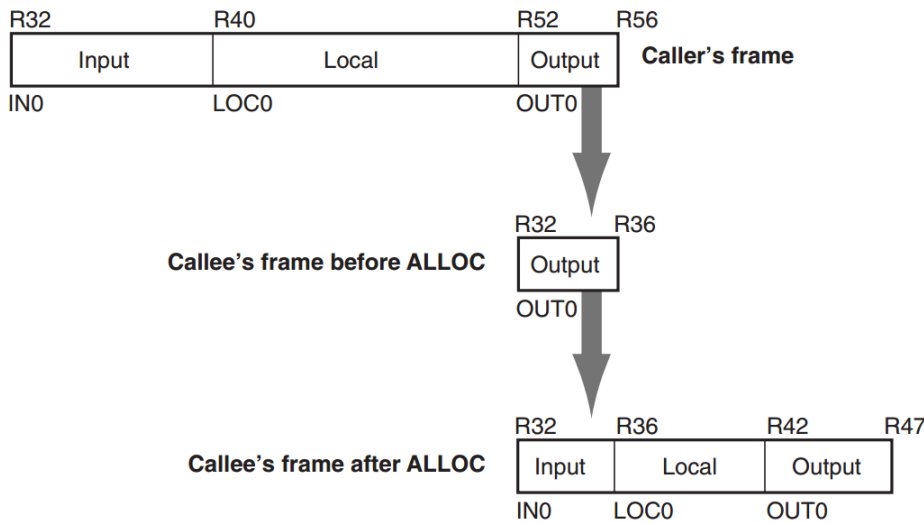 R32 R40 R52 R56
Input Local Output Caller's frame
IN0 LOC0 OUT0
R32 R36
Callee's frame before ALLOC Output
OUT0
R32 R36 R42 R47
Callee's frame after ALLOC Input Local Output
IN0 LOC0 OUT0